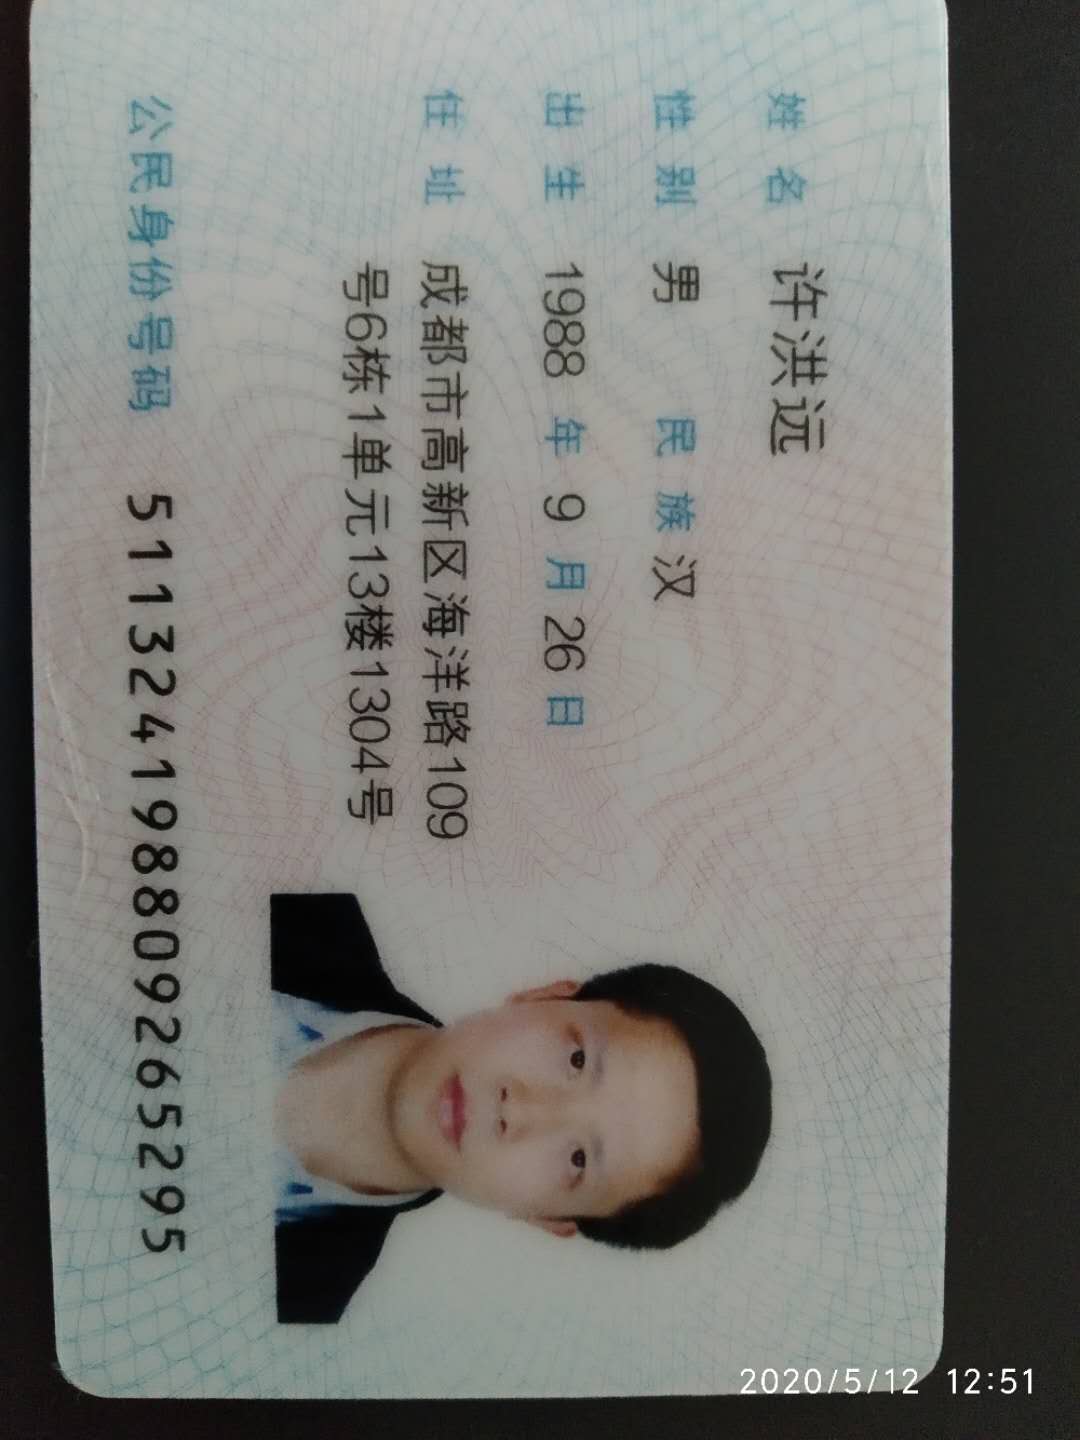 姓名 许洪远
性别 男 民族 汉
出生 1988 年 9 月 26 日
住址 成都市高新区海洋路109
号6栋1单元13楼1304号
公民身份号码 511324198809265295
2020/5/12 12:51